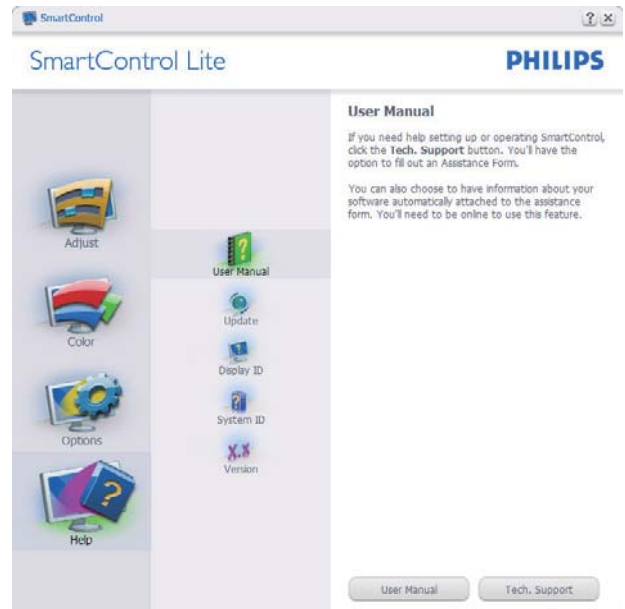 SmartControl
SmartControl Lite
PHILIPS
Adjust
Color
Options
Help
User Manual
Update
Display ID
System ID
X.X
Version
User Manual
If you need help setting up or operating SmartControl,
click the Tech. Support button. You'll have the
option to fill out an Assistance Form.
You can also choose to have information about your
software automatically attached to the assistance
form. You'll need to be online to use this feature.
User Manual
Tech. Support